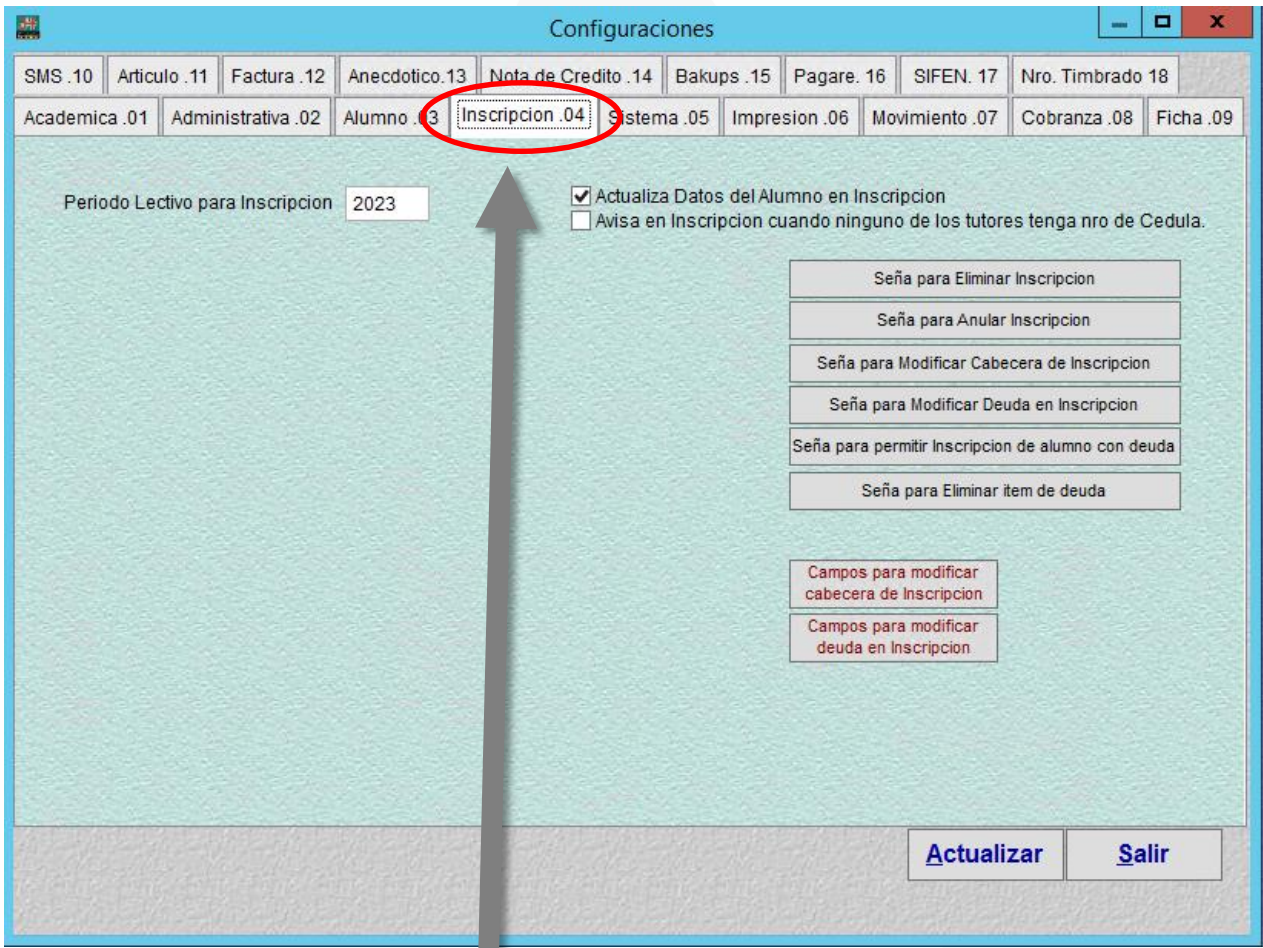 Configuraciones
SMS .10 Articulo .11 Factura .12 Anecdotico.13 Nota de Credito .14 Bakups .15 Pagare. 16 SIFEN. 17 Nro. Timbrado 18
Academica .01 Administrativa .02 Alumno .03 Inscripcion .04 Sistema .05 Impresion .06 Movimiento .07 Cobranza .08 Ficha .09
Periodo Lectivo para Inscripcion 2023
Actualiza Datos del Alumno en Inscripcion
Avisa en Inscripcion cuando ninguno de los tutores tenga nro de Cedula.
Seña para Eliminar Inscripcion
Seña para Anular Inscripcion
Seña para Modificar Cabecera de Inscripcion
Seña para Modificar Deuda en Inscripcion
Seña para permitir Inscripcion de alumno con deuda
Seña para Eliminar item de deuda
Campos para modificar
cabecera de Inscripcion
Campos para modificar
deuda en Inscripcion
Actualizar Salir